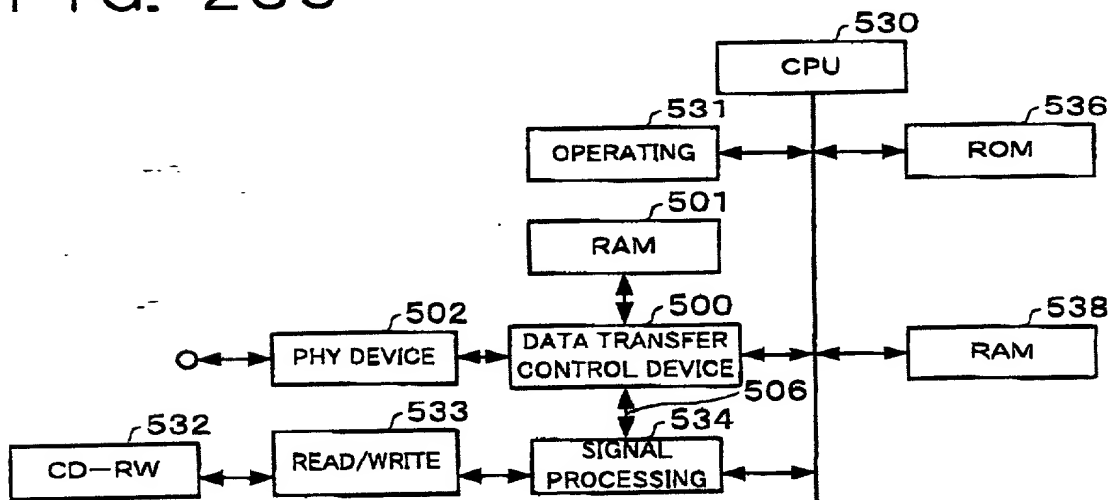 530
CPU
531
OPERATING
536
ROM
501
RAM
502
PHY DEVICE
500
DATA TRANSFER
CONTROL DEVICE
538
RAM
506
532
CD-RW
533
READ/WRITE
534
SIGNAL
PROCESSING